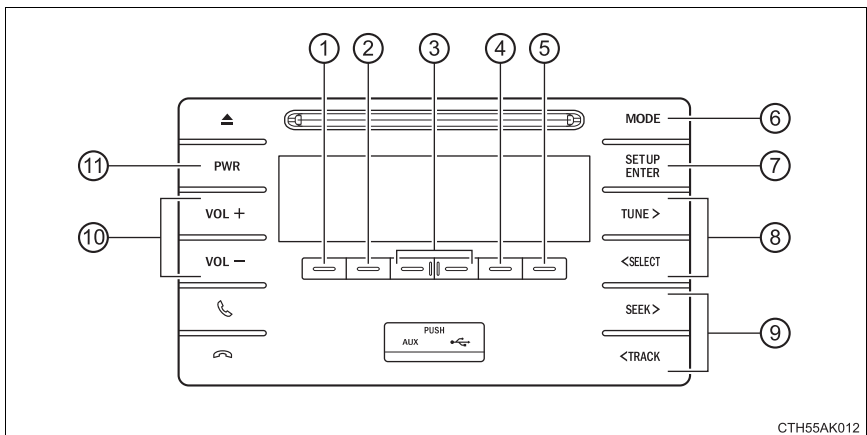 1 2 3 4 5
MODE 6
11 PWR
SETUP
ENTER 7
VOL +
TUNE >
10
8
VOL −
<SELECT
SEEK >
PUSH
AUX
9
<TRACK
CTH55AK012